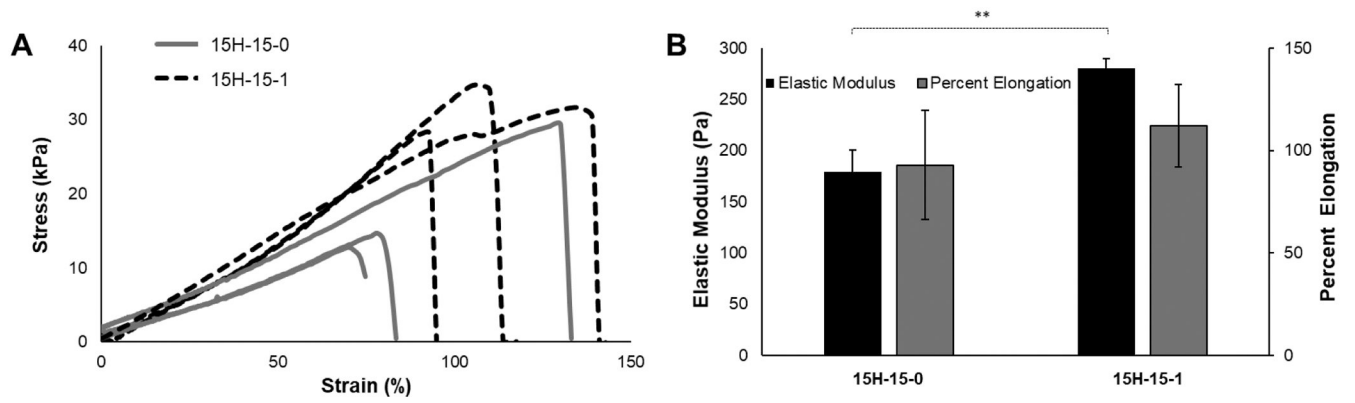 A
Stress (kPa)
40
30
20
10
0
15H-15-0
15H-15-1
0
50
100
150
Strain (%)
B
**
Elastic Modulus (Pa)
300
250
200
150
100
50
0
Elastic Modulus
Percent Elongation
150
100
50
0
Percent Elongation
15H-15-0
15H-15-1